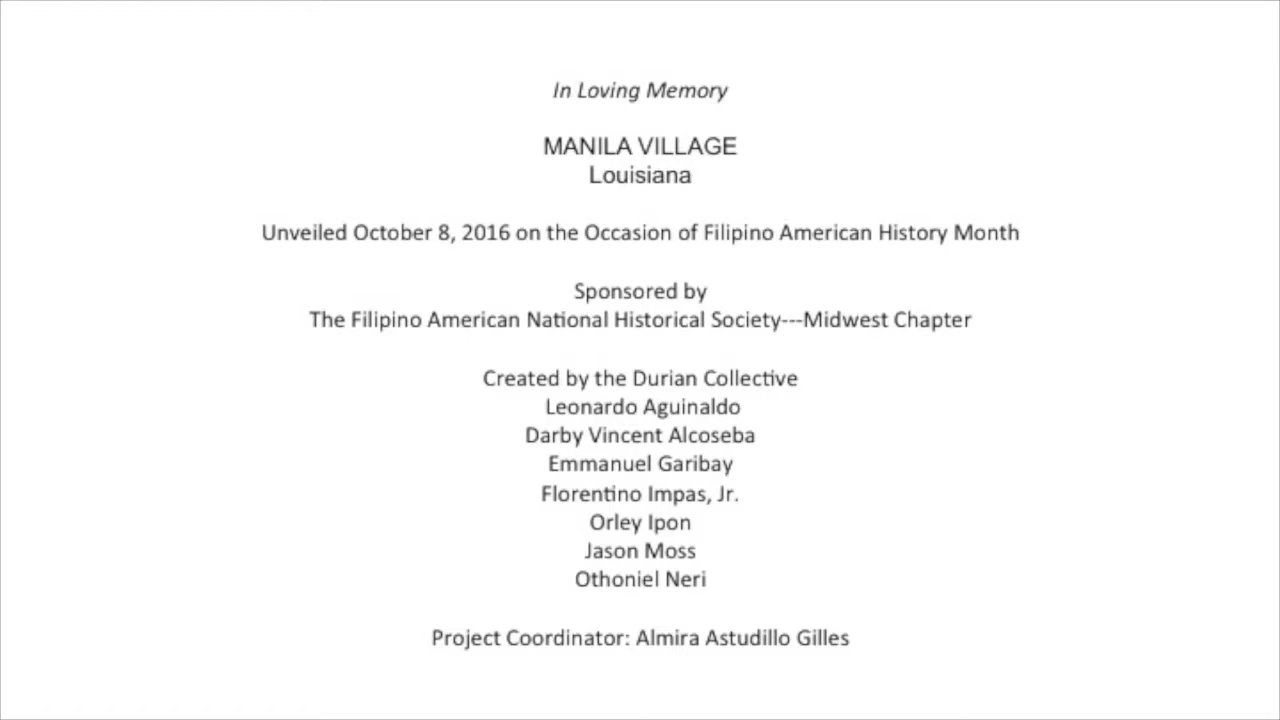 In Loving Memory
MANILA VILLAGE
Louisiana
Unveiled October 8, 2016 on the Occasion of Filipino American History Month
Sponsored by
The Filipino American National Historical Society---Midwest Chapter
Created by the Durian Collective
Leonardo Aguinaldo
Darby Vincent Alcoseba
Emmanuel Garibay
Florentino Impas, Jr.
Orley Ipon
Jason Moss
Othoniel Neri
Project Coordinator: Almira Astudillo Gilles